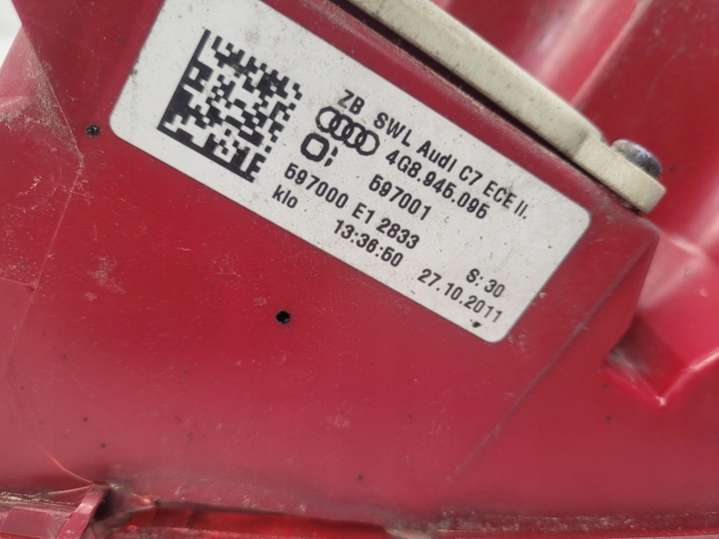 ZB SWL Audi C7 ECE II.
4G8.945.095
597001
597000 E1 2833
klo 13:36:50 S: 30
27.10.2011